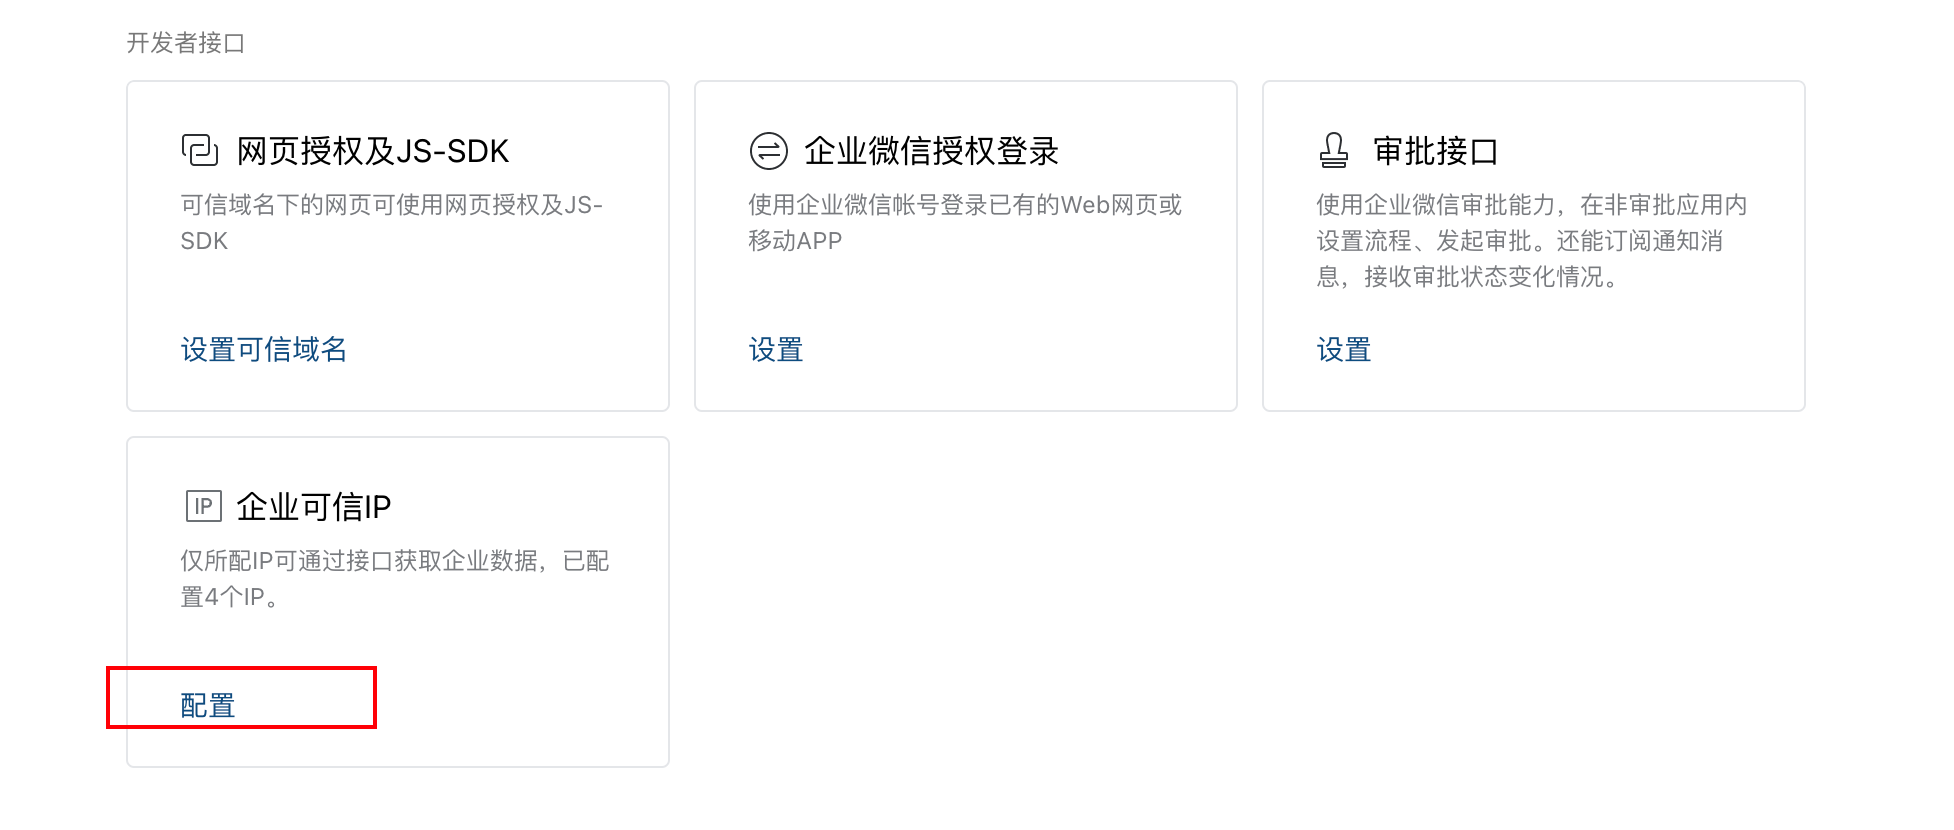 开发者接口
网页授权及JS-SDK
可信域名下的网页可使用网页授权及JS-
SDK
设置可信域名
企业微信授权登录
使用企业微信帐号登录已有的Web网页或
移动APP
设置
审批接口
使用企业微信审批能力，在非审批应用内
设置流程、发起审批。还能订阅通知消
息，接收审批状态变化情况。
设置
IP 企业可信IP
仅所配IP可通过接口获取企业数据，已配
置4个IP。
配置